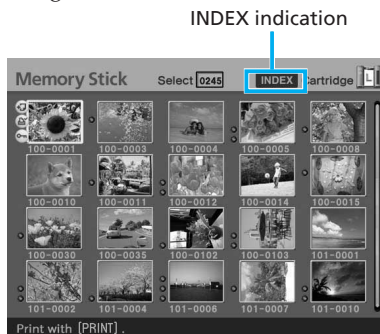 INDEX indication
Memory Stick Select 0245 INDEX Cartridge L
100-0001 100-0003 100-0004 100-0005 100-0008
100-0010 100-0011 100-0012 100-0014 100-0015
100-0030 100-0035 100-0102 100-0103 101-0001
101-0002 101-0004 101-0006 101-0007 101-0010
Print with [PRINT] .